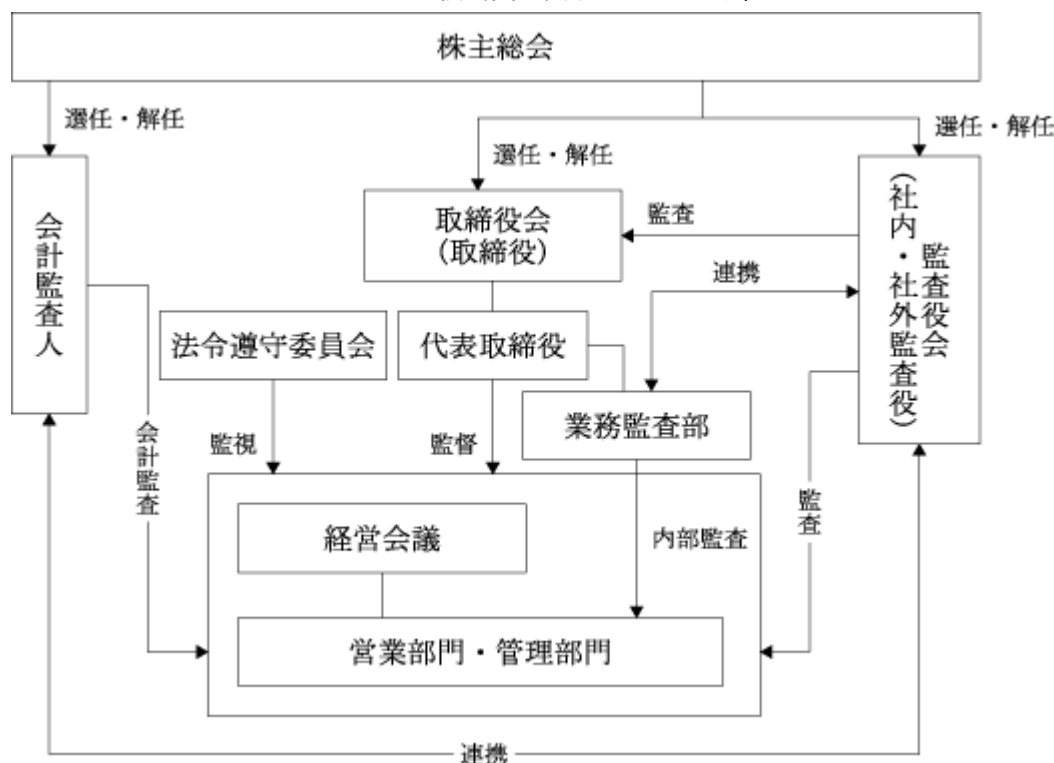 株主総会
選任・解任
選任・解任
選任・解任
会計監査人
取締役会
(取締役)
監査
監査役会
(社内・社外監査役)
連携
法令遵守委員会
代表取締役
業務監査部
会計監査
監視
監督
監査
経営会議
内部監査
営業部門・管理部門
連携